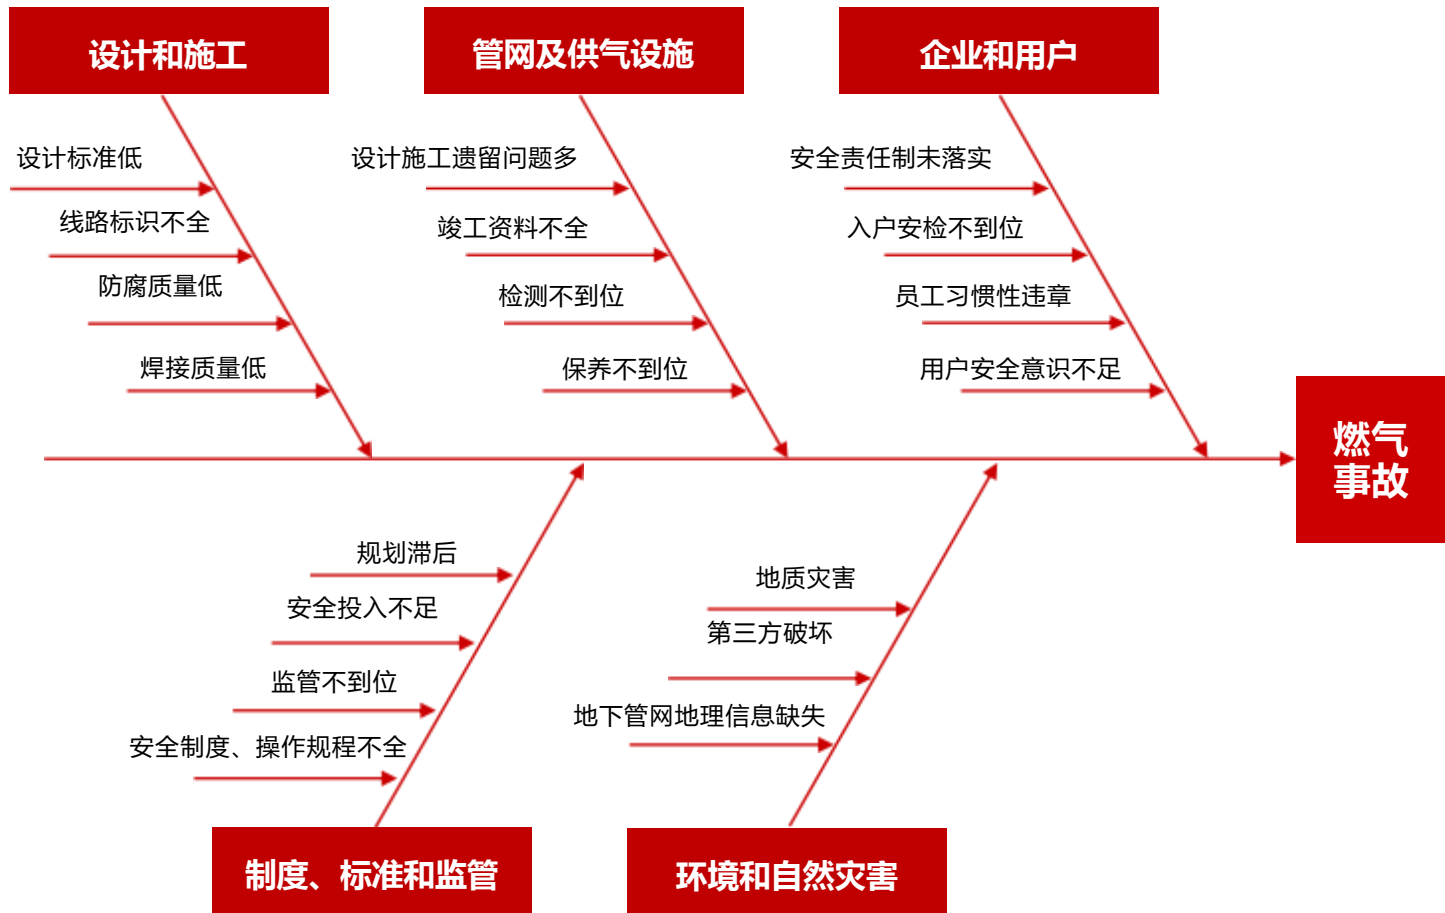 设计和施工
管网及供气设施
企业和用户
设计标准低
线路标识不全
防腐质量低
焊接质量低
设计施工遗留问题多
竣工资料不全
检测不到位
保养不到位
安全责任制未落实
入户安检不到位
员工习惯性违章
用户安全意识不足
燃气
事故
规划滞后
安全投入不足
监管不到位
安全制度、操作规程不全
地质灾害
第三方破坏
地下管网地理信息缺失
制度、标准和监管
环境和自然灾害